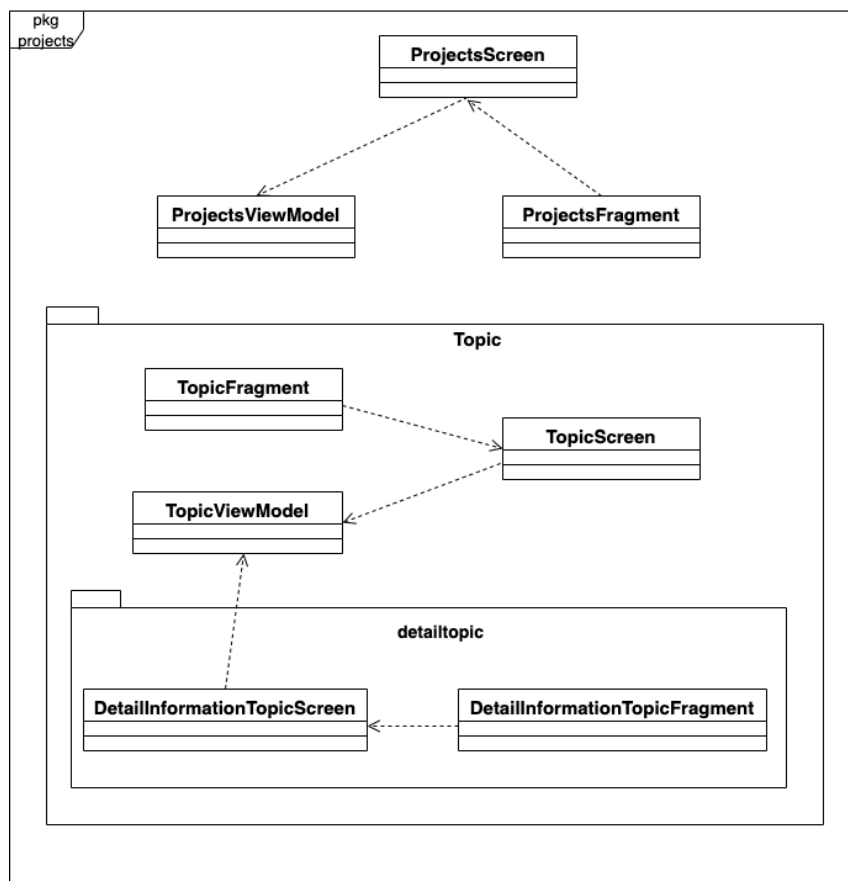 pkg
projects
ProjectsScreen
ProjectsViewModel
ProjectsFragment
Topic
TopicFragment
TopicScreen
TopicViewModel
detailtopic
DetailInformationTopicScreen
DetailInformationTopicFragment